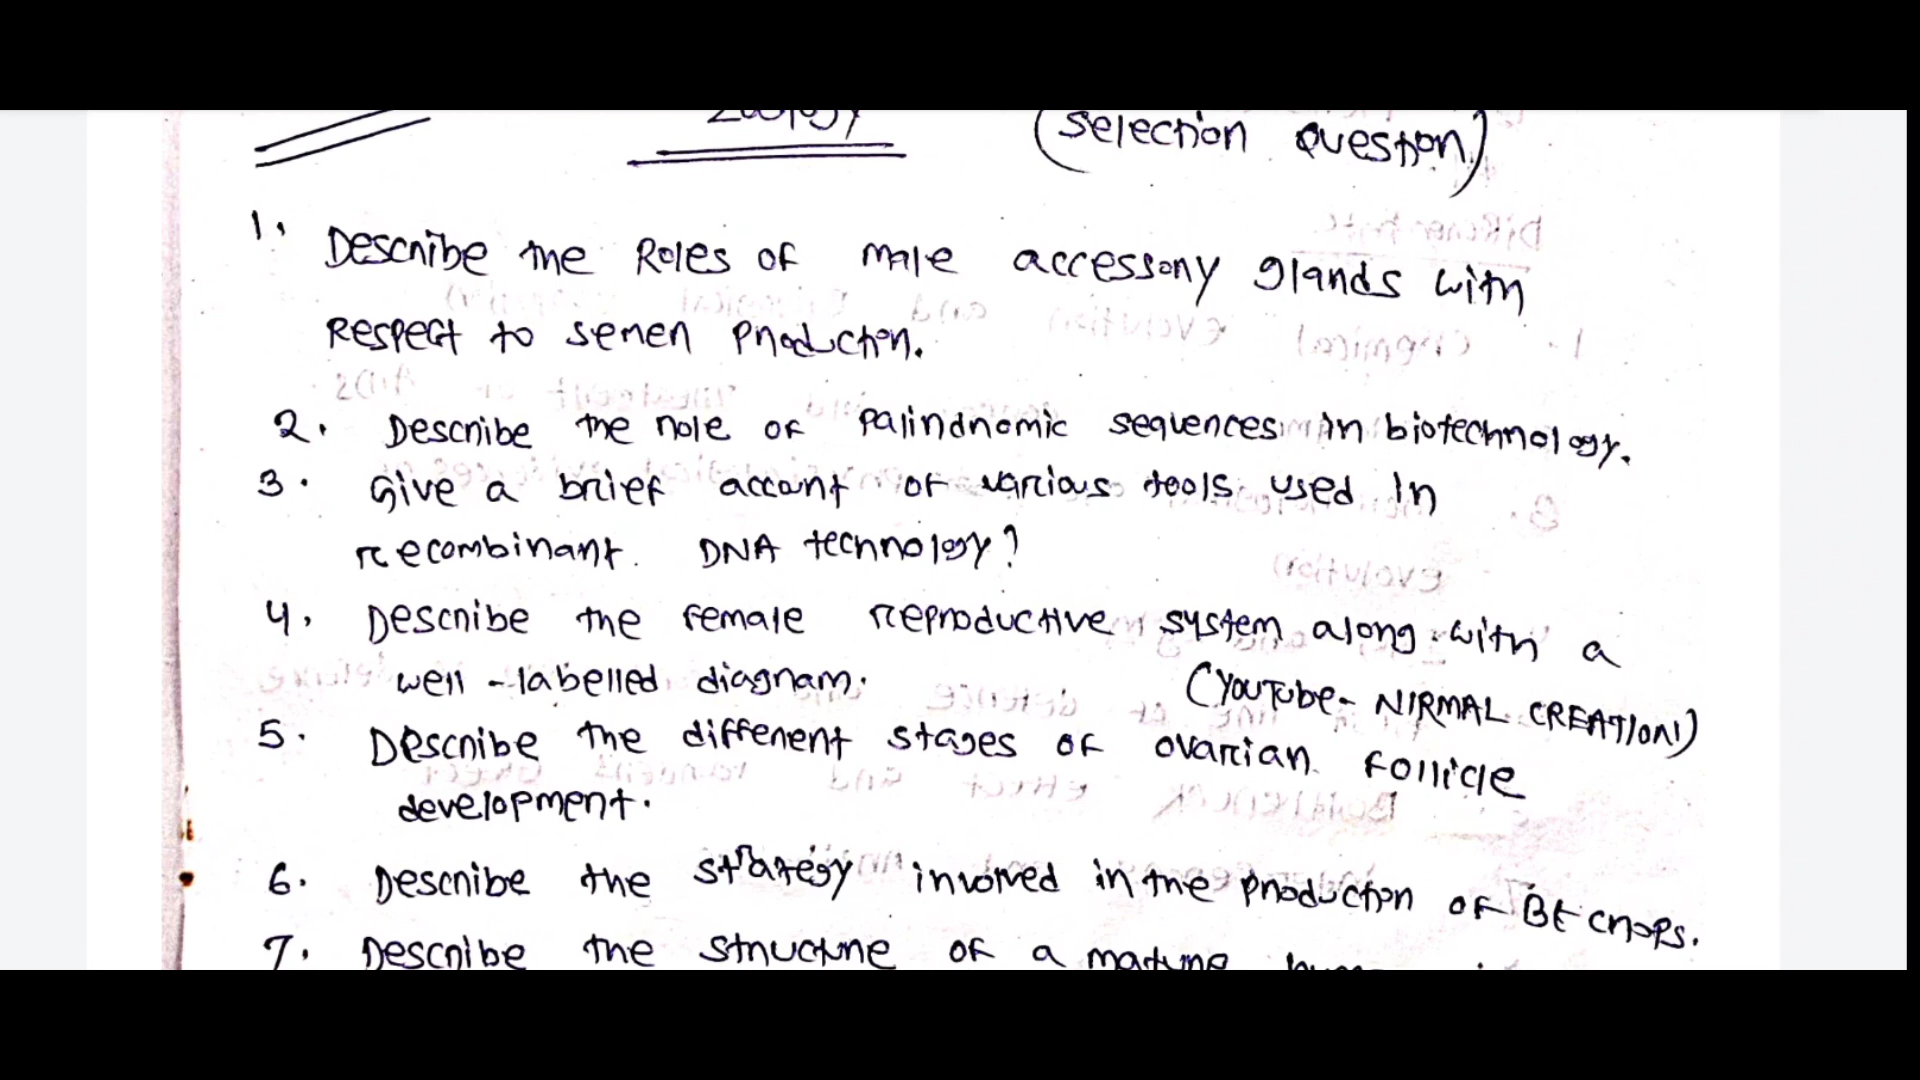 Zoology (selection question)
1. Describe the Roles of male accessory glands with
Respect to semen production.
2. Describe the role of palindromic sequences in biotechnology.
3. Give a brief account of various tools used in
recombinant DNA technology?
4. Describe the female reproductive system along with a
well-labelled diagram.
(YouTube- NIRMAL CREATION)
5. Describe the different stages of ovarian follicle
development.
6. Describe the strategy involved in the production of Bt crops.
7. Describe the structure of a mature